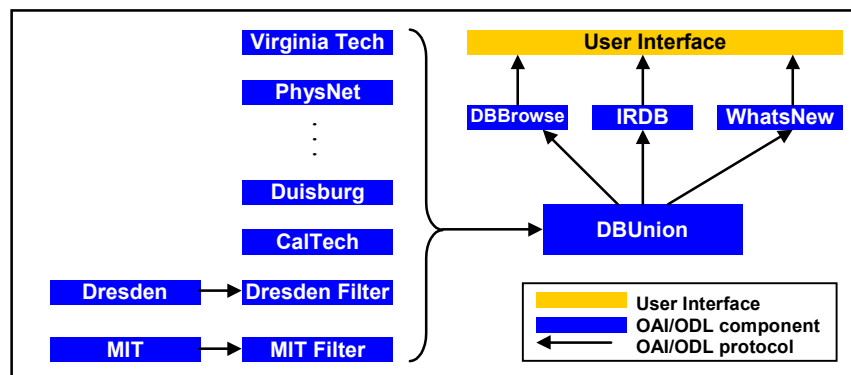 Virginia Tech
PhysNet
Duisburg
CalTech
Dresden
Dresden Filter
MIT
MIT Filter
User Interface
DBBrowse
IRDB
WhatsNew
DBUnion
User Interface
OAI/ODL component
OAI/ODL protocol